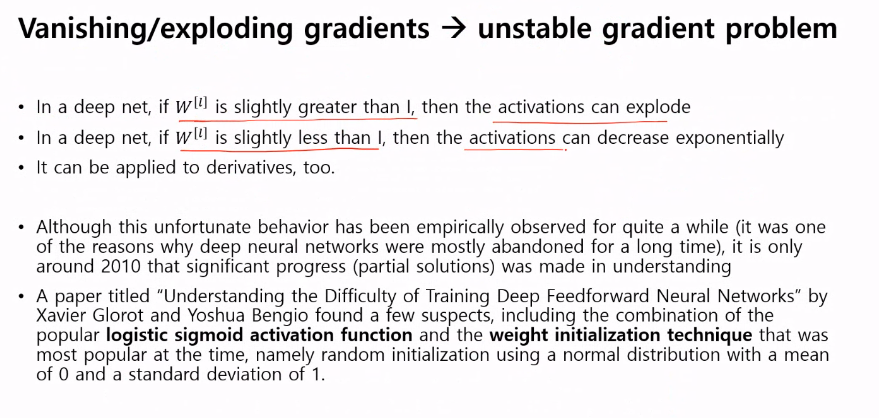 Vanishing/exploding gradients → unstable gradient problem
• In a deep net, if W^[l] is slightly greater than I, then the activations can explode
• In a deep net, if W^[l] is slightly less than I, then the activations can decrease exponentially
• It can be applied to derivatives, too.
• Although this unfortunate behavior has been empirically observed for quite a while (it was one
of the reasons why deep neural networks were mostly abandoned for a long time), it is only
around 2010 that significant progress (partial solutions) was made in understanding
• A paper titled “Understanding the Difficulty of Training Deep Feedforward Neural Networks” by
Xavier Glorot and Yoshua Bengio found a few suspects, including the combination of the
popular logistic sigmoid activation function and the weight initialization technique that was
most popular at the time, namely random initialization using a normal distribution with a mean
of 0 and a standard deviation of 1.